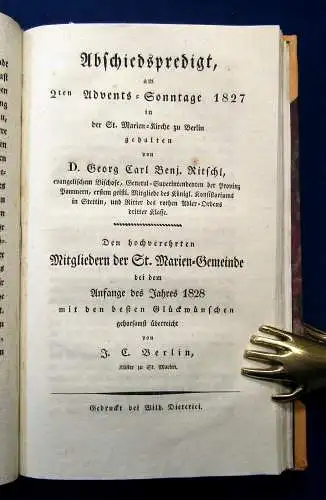 Abschiedspredigt,
am
2ten Advents-Sonntage 1827
in
der St. Marien-Kirche zu Berlin
gehalten
von
D. Georg Carl Benj. Ritschl,
evangelischem Bischofe, General-Superintendenten der Provinz
Pommern, erstem geistl. Mitgliede des Königl. Konsistoriums
in Stettin, und Ritter des rothen Adler-Ordens
dritter Klasse.
Den hochverehrten
Mitgliedern der St. Marien-Gemeinde
bei dem
Anfange des Jahres 1828
mit den besten Glückwünschen
gehorsamst überreicht
von
J. C. Berlin,
Küster zu St. Marien.
Gedruckt bei Wilh. Dieterici.